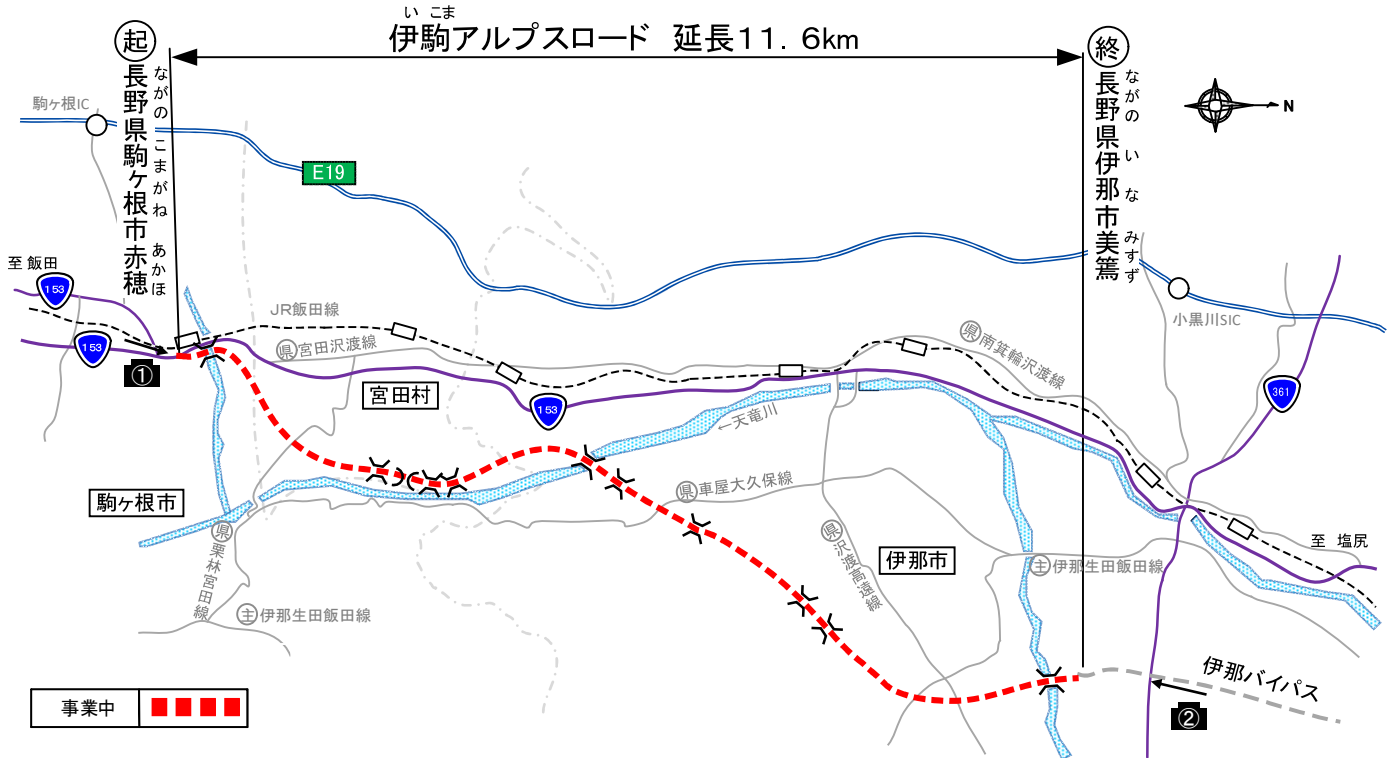 い こま
伊駒アルプスロード 延長11．6km
起
長野県駒ヶ根市赤穂
ながの こまがね あかほ
終
長野県伊那市美篶
ながの い な みすず
N
駒ヶ根IC
E19
至 飯田
153
153
①
JR飯田線
県宮田沢渡線
宮田村
153
←天竜川
県南箕輪沢渡線
小黒川SIC
361
駒ヶ根市
県栗林宮田線
主伊那生田飯田線
県車屋大久保線
県沢渡高遠線
伊那市
主伊那生田飯田線
至 塩尻
伊那バイパス
②
事業中